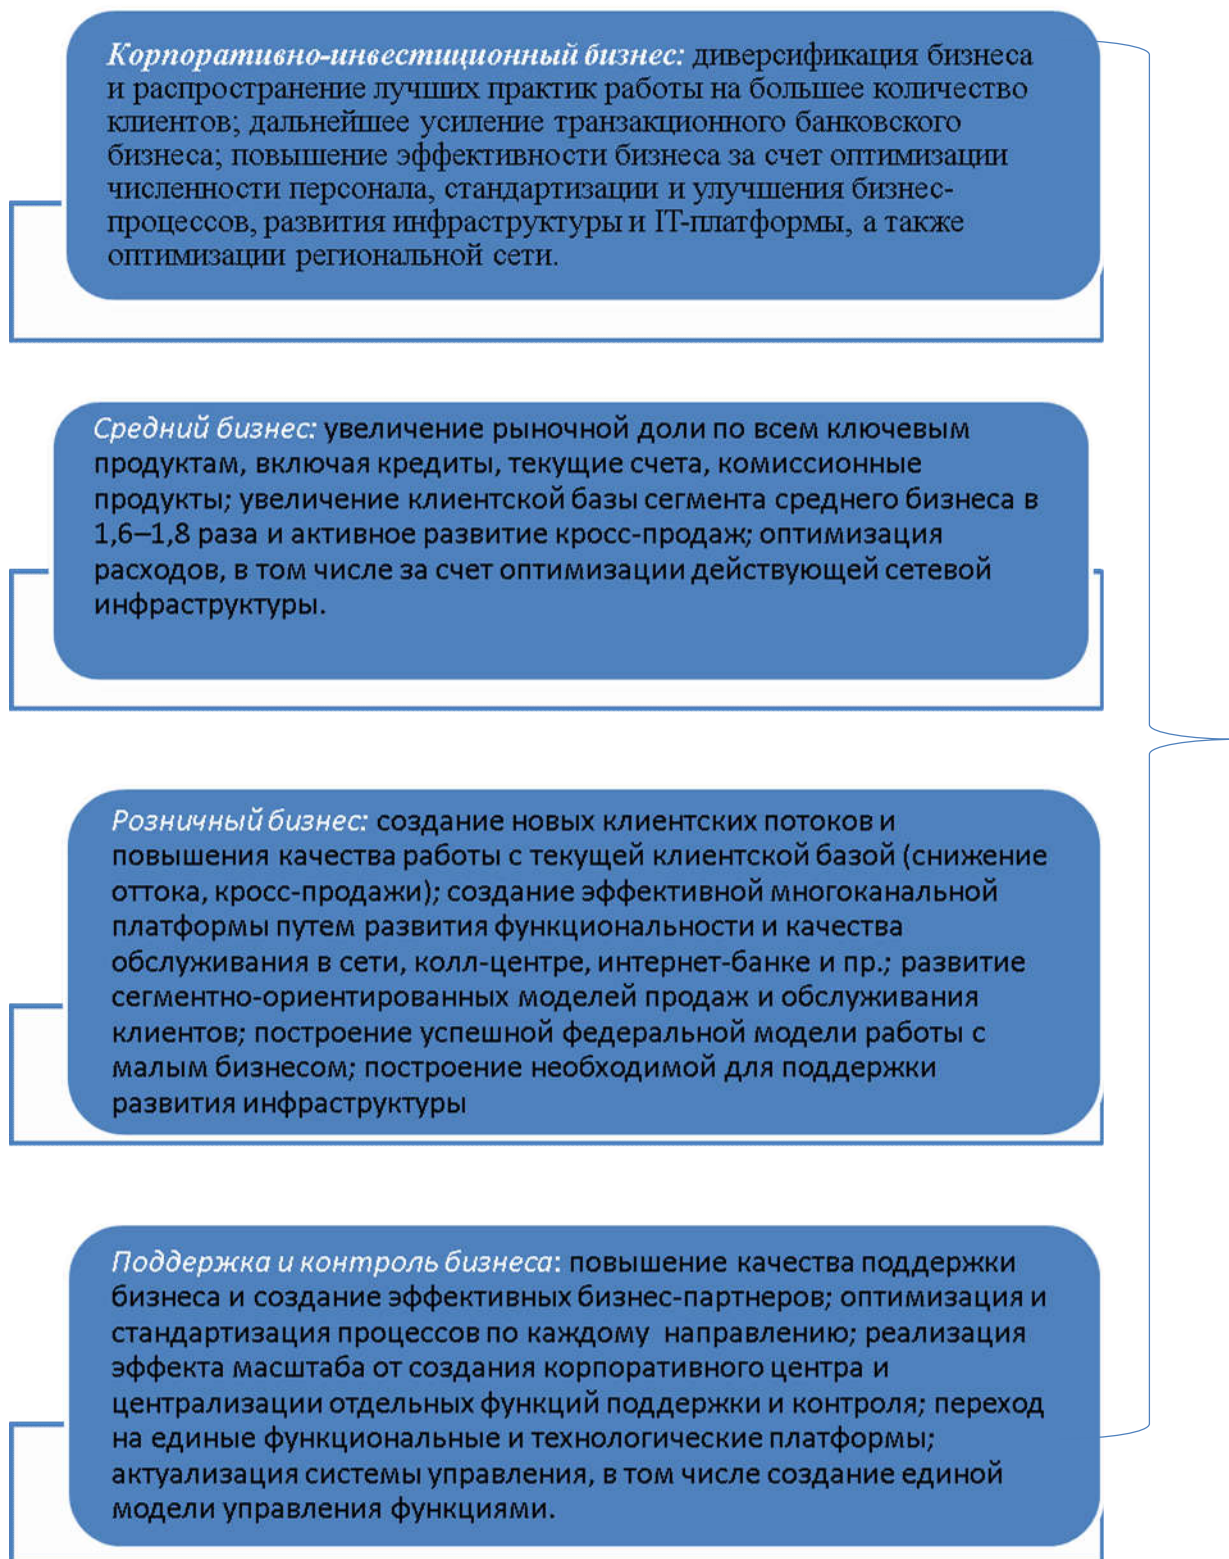 Корпоративно-инвестиционный бизнес: диверсификация бизнеса
и распространение лучших практик работы на большее количество
клиентов; дальнейшее усиление транзакционного банковского
бизнеса; повышение эффективности бизнеса за счет оптимизации
численности персонала, стандартизации и улучшения бизнес-
процессов, развития инфраструктуры и IT-платформы, а также
оптимизации региональной сети.
Средний бизнес: увеличение рыночной доли по всем ключевым
продуктам, включая кредиты, текущие счета, комиссионные
продукты; увеличение клиентской базы сегмента среднего бизнеса в
1,6–1,8 раза и активное развитие кросс-продаж; оптимизация
расходов, в том числе за счет оптимизации действующей сетевой
инфраструктуры.
Розничный бизнес: создание новых клиентских потоков и
повышения качества работы с текущей клиентской базой (снижение
оттока, кросс-продажи); создание эффективной многоканальной
платформы путем развития функциональности и качества
обслуживания в сети, колл-центре, интернет-банке и пр.; развитие
сегментно-ориентированных моделей продаж и обслуживания
клиентов; построение успешной федеральной модели работы с
малым бизнесом; построение необходимой для поддержки
развития инфраструктуры
Поддержка и контроль бизнеса: повышение качества поддержки
бизнеса и создание эффективных бизнес-партнеров; оптимизация и
стандартизация процессов по каждому направлению; реализация
эффекта масштаба от создания корпоративного центра и
централизации отдельных функций поддержки и контроля; переход
на единые функциональные и технологические платформы;
актуализация системы управления, в том числе создание единой
модели управления функциями.